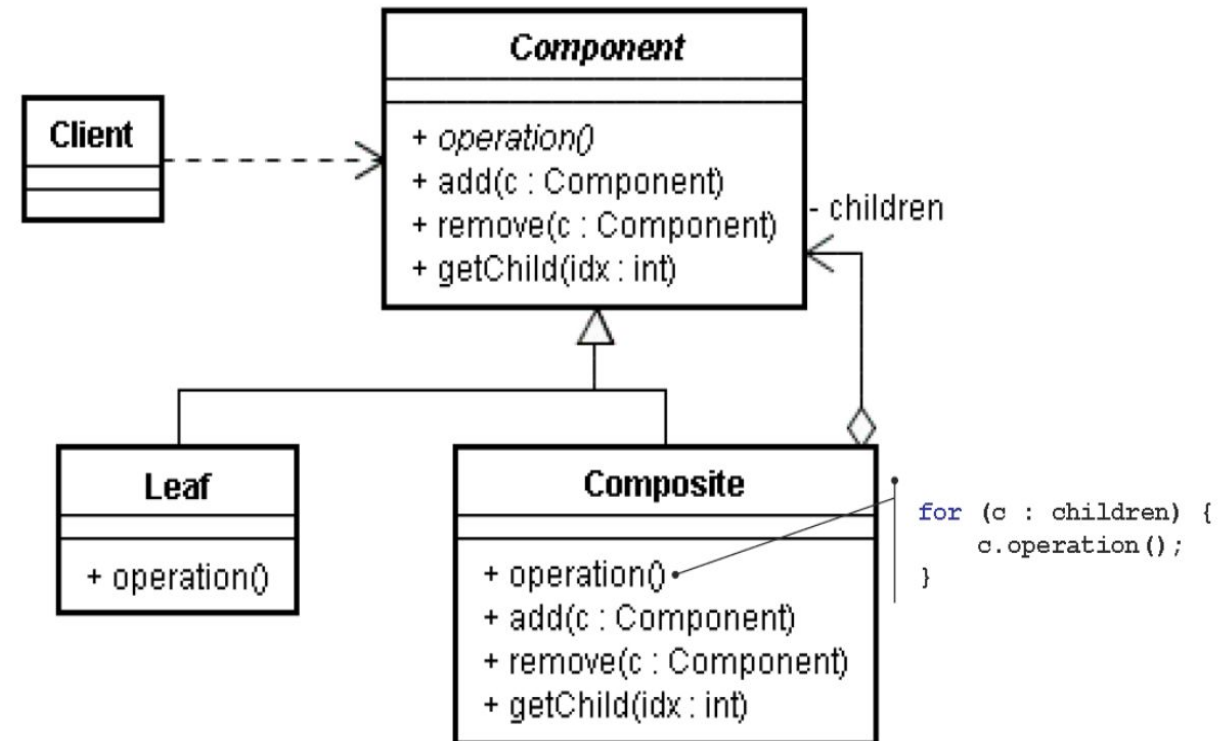 Component
+ operation()
+ add(c : Component)
+ remove(c : Component)
+ getChild(idx : int)
Client
- children
Leaf
+ operation()
Composite
+ operation()
+ add(c : Component)
+ remove(c : Component)
+ getChild(idx : int)
for (c : children) {
c.operation();
}